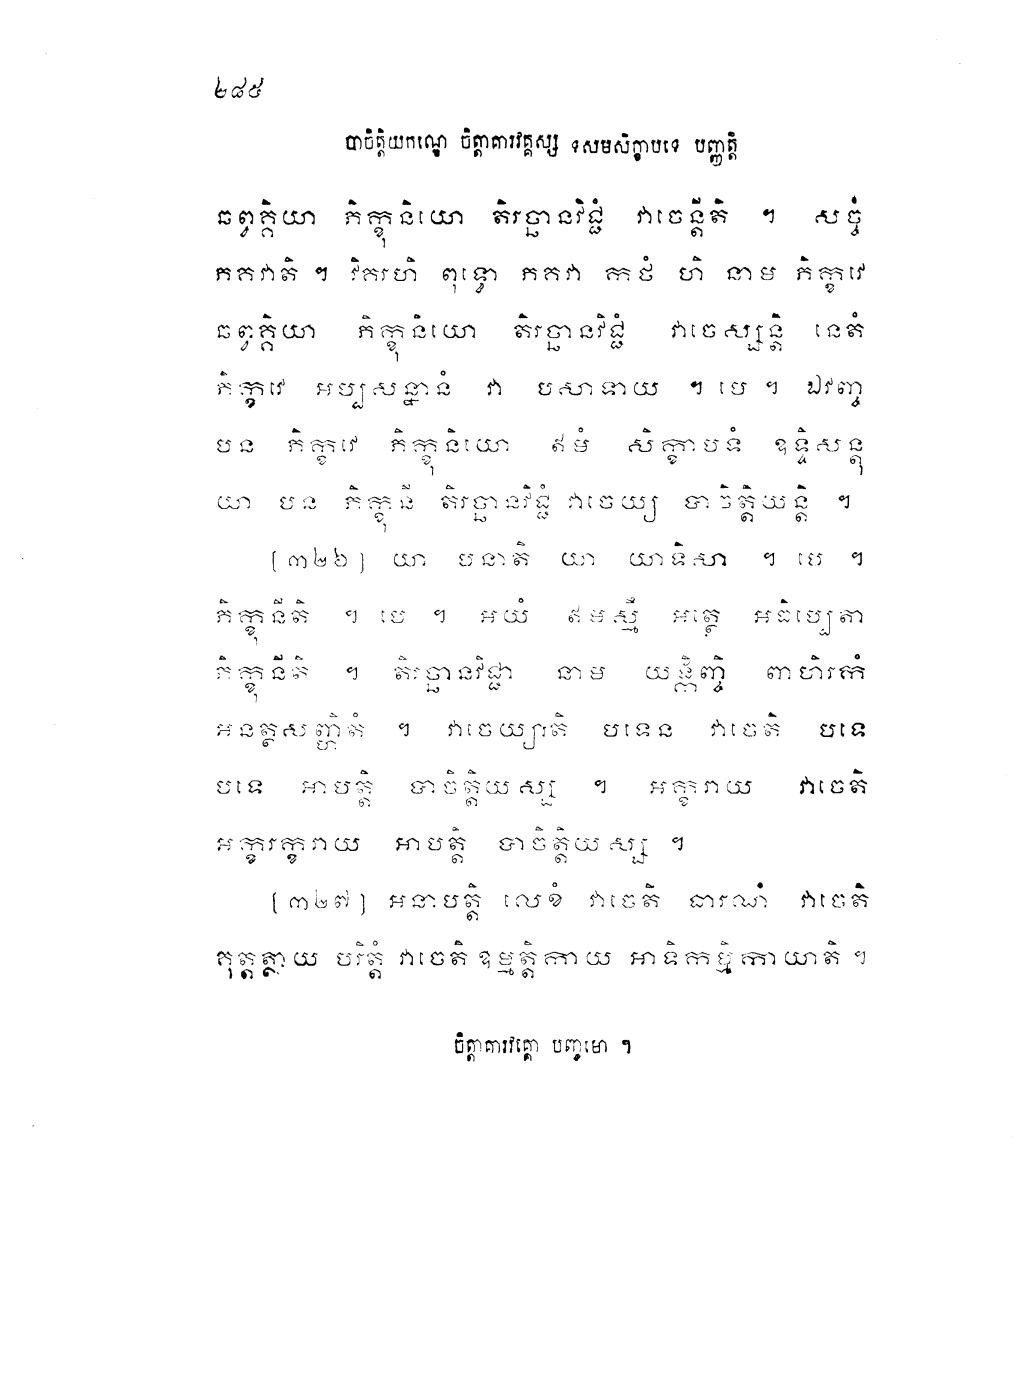 ២៨៥
បាចិត្តិយកណ្ឌេ ចិត្តាគារវគ្គស្ស ទសមសិក្ខាបទេ បញ្ញត្តិ
ឆព្វគ្គិយា ភិក្ខុនិយោ តិរច្ឆានវិជ្ជំ វាចេន្តីតិ ។ សច្ចំ
ភគវាតិ ។ វិគរហិ ពុទ្ធោ ភគវា កថំ ហិ នាម ភិក្ខវេ
ឆព្វគ្គិយា ភិក្ខុនិយោ តិរច្ឆានវិជ្ជំ វាចេស្សន្តិ នេតំ
ភិក្ខវេ អប្បសន្នានំ វា បសាទាយ ។ បេ ។ ឯវញ្ច
បន ភិក្ខវេ ភិក្ខុនិយោ ឥមំ សិក្ខាបទំ ឧទ្ទិសន្តុ
យា បន ភិក្ខុនី តិរច្ឆានវិជ្ជំ វាចេយ្យ បាចិត្តិយន្តិ ។
[៣២៦] យា បនាតិ យា យាទិសា ។ បេ ។
ភិក្ខុនីតិ ។ បេ ។ អយំ ឥមស្មឹ អត្ថេ អធិប្បេតា
ភិក្ខុនីតិ ។ តិរច្ឆានវិជ្ជា នាម យង្កិញ្ចិ ពាហិរកំ
អនត្ថសញ្ហិតំ ។ វាចេយ្យាតិ បទេន វាចេតិ បទេ
បទេ អាបត្តិ បាចិត្តិយស្ស ។ អក្ខរាយ វាចេតិ
អក្ខរក្ខរាយ អាបត្តិ បាចិត្តិយស្ស ។
[៣២៧] អនាបត្តិ លេខំ វាចេតិ ធារណំ វាចេតិ
គុត្តត្ថាយ បរិត្តំ វាចេតិ ឧម្មត្តិកាយ អាទិកម្មិកាយាតិ ។
ចិត្តាគារវគ្គោ បញ្ចមោ ។